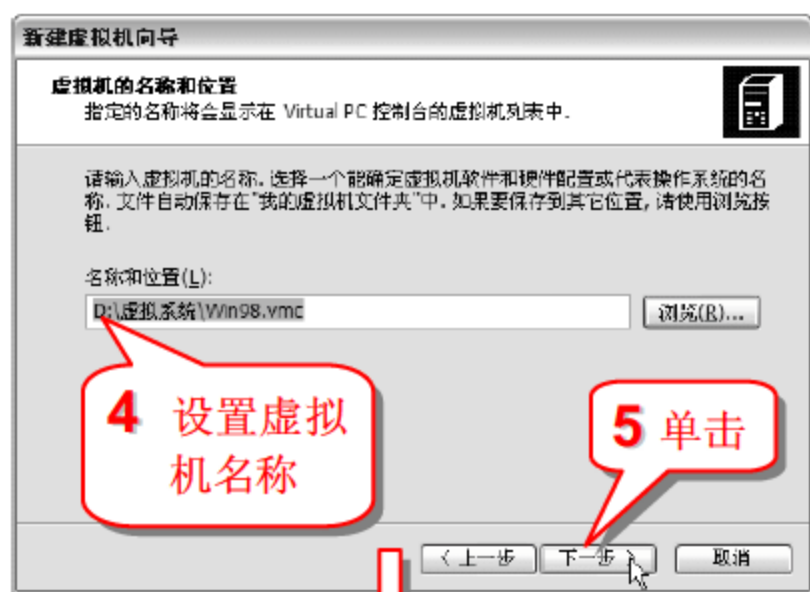 新建虚拟机向导
虚拟机的名称和位置
指定的名称将会显示在 Virtual PC 控制台的虚拟机列表中.
请输入虚拟机的名称. 选择一个能确定虚拟机软件和硬件配置或代表操作系统的名
称. 文件自动保存在"我的虚拟机文件夹"中. 如果要保存到其它位置, 请使用浏览按
钮.
名称和位置(L):
D:\虚拟系统\Win98.vmc
浏览(R)...
4 设置虚拟
机名称
5 单击
< 上一步
下一步 >
取消